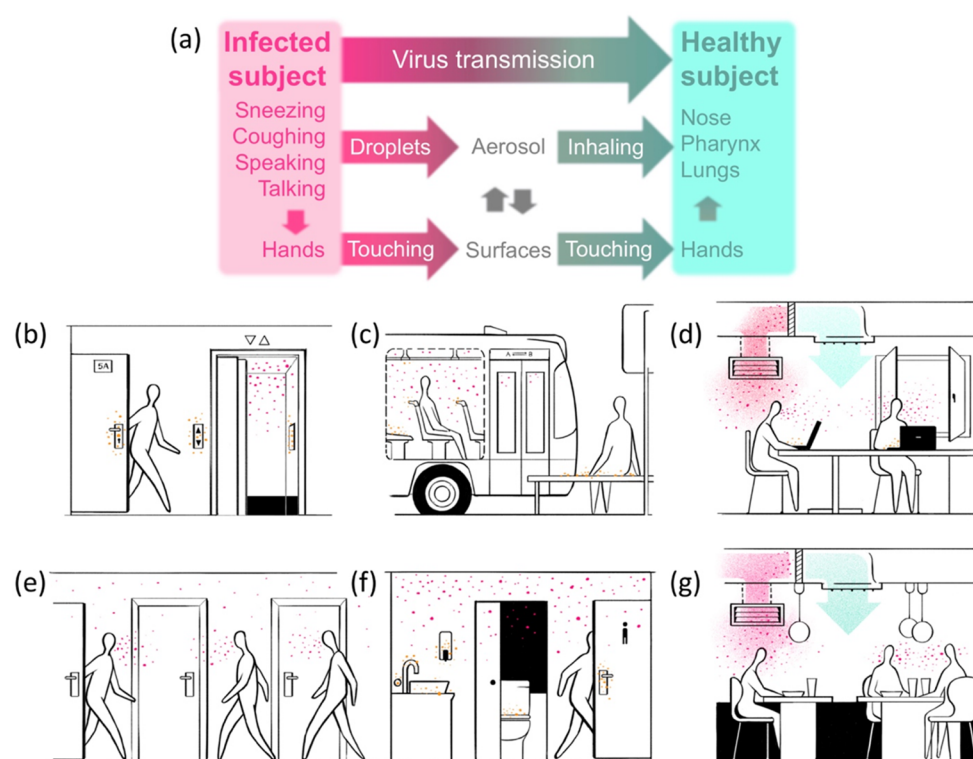 (a)
Infected
subject
Sneezing
Coughing
Speaking
Talking
Hands
Virus transmission
Droplets
Aerosol
Inhaling
Touching
Surfaces
Touching
Healthy
subject
Nose
Pharynx
Lungs
Hands
(b)
5A
(c)
(d)
(e)
(f)
(g)